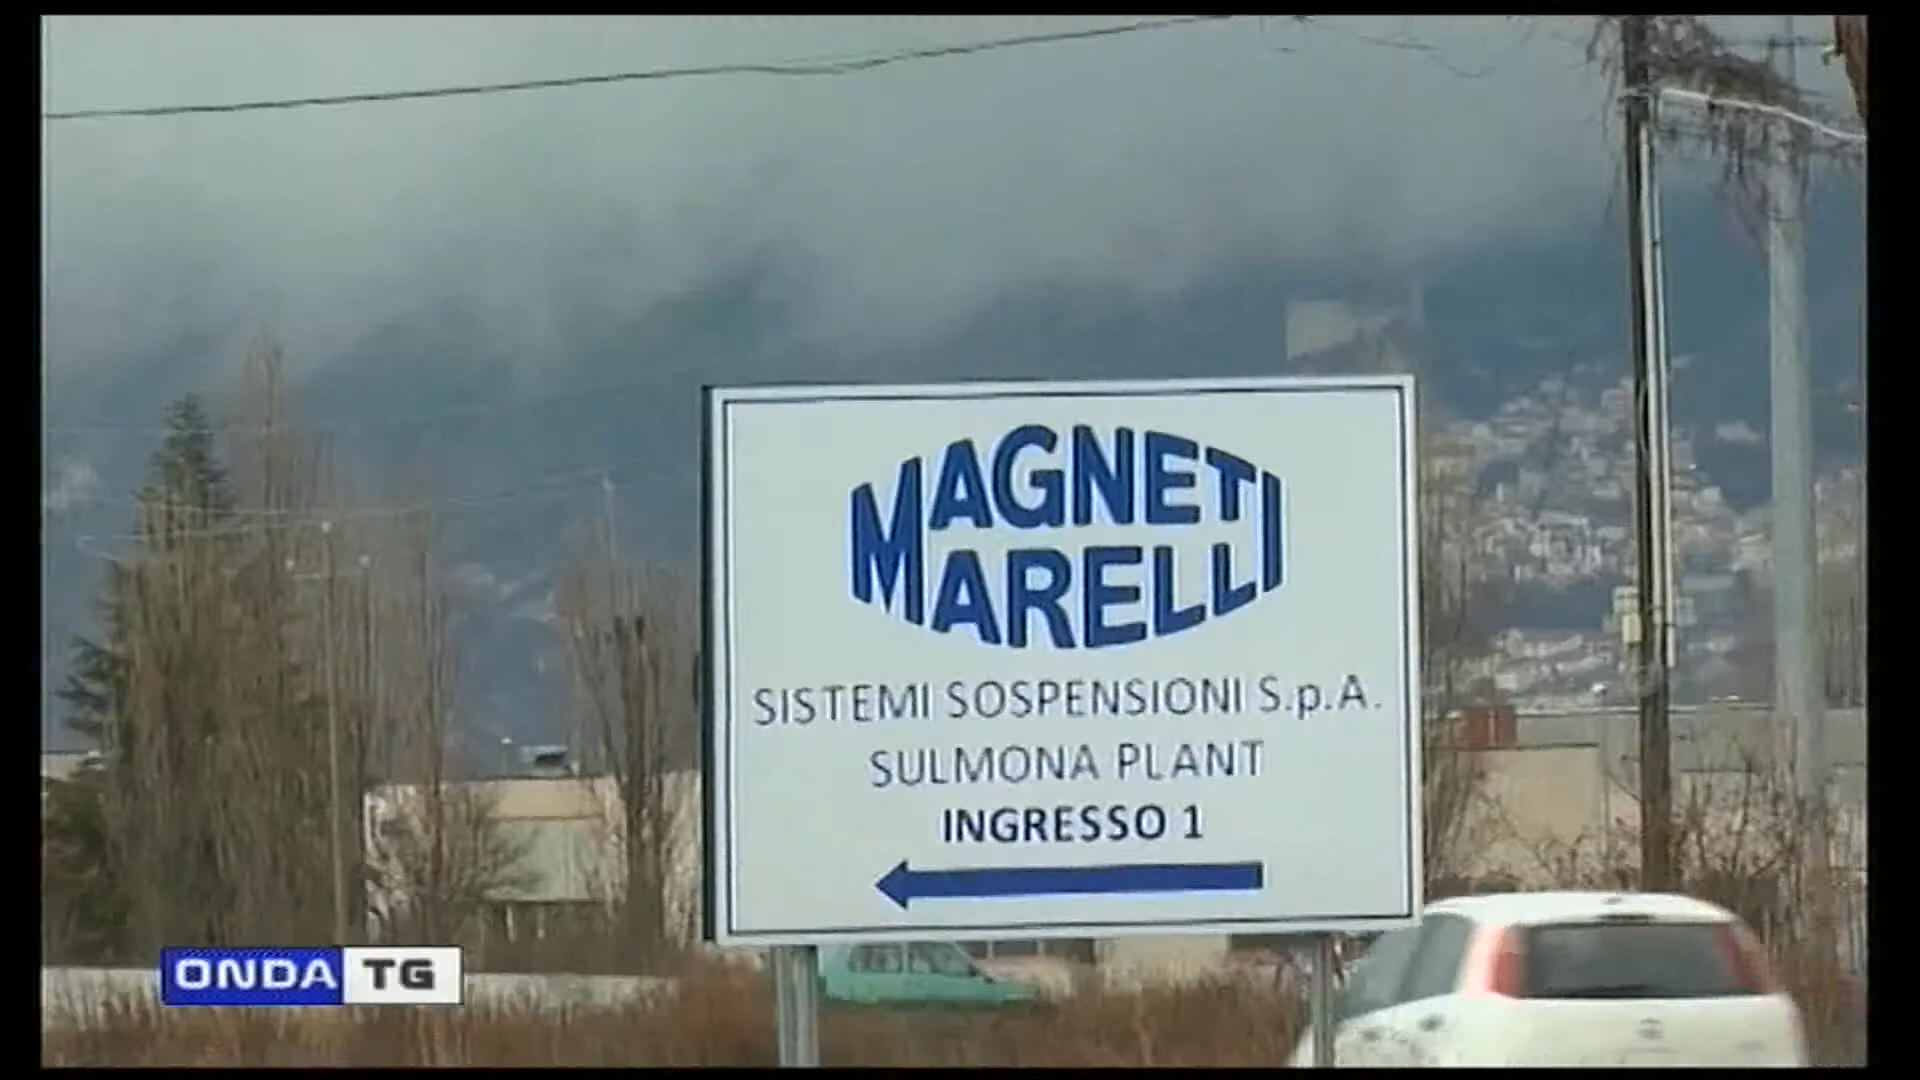 MAGNETI
MARELLI
SISTEMI SOSPENSIONI S.p.A.
SULMONA PLANT
INGRESSO 1
ONDA TG